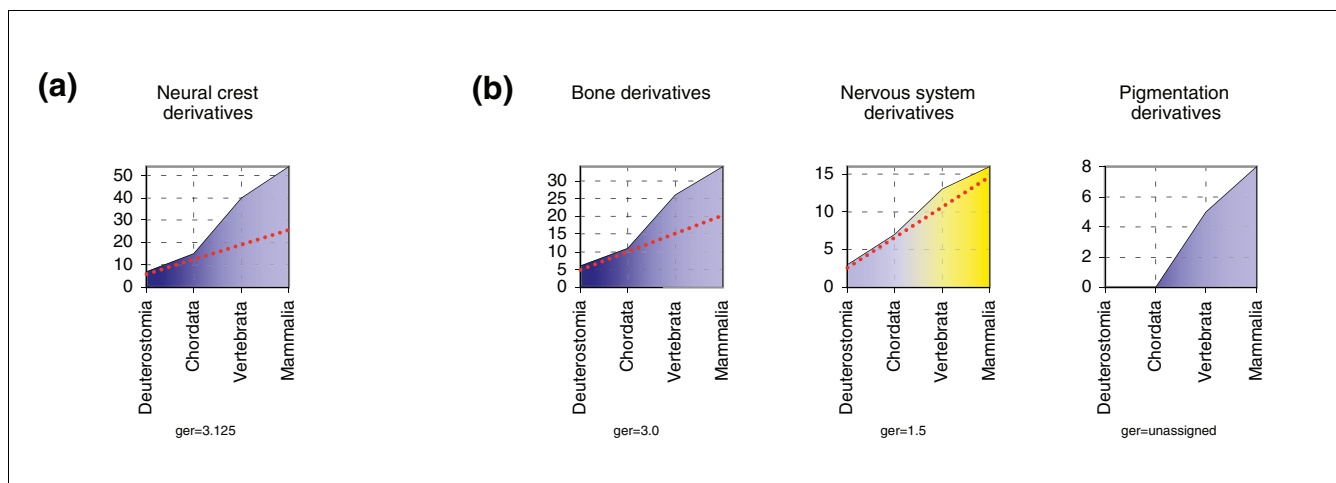 (a)
Neural crest
derivatives
50
40
30
20
10
0
Deuterostomia
Chordata
Vertebrata
Mammalia
ger=3.125
(b)
Bone derivatives
30
25
20
15
10
5
0
Deuterostomia
Chordata
Vertebrata
Mammalia
ger=3.0
Nervous system
derivatives
15
10
5
0
Deuterostomia
Chordata
Vertebrata
Mammalia
ger=1.5
Pigmentation
derivatives
8
6
4
2
0
Deuterostomia
Chordata
Vertebrata
Mammalia
ger=unassigned